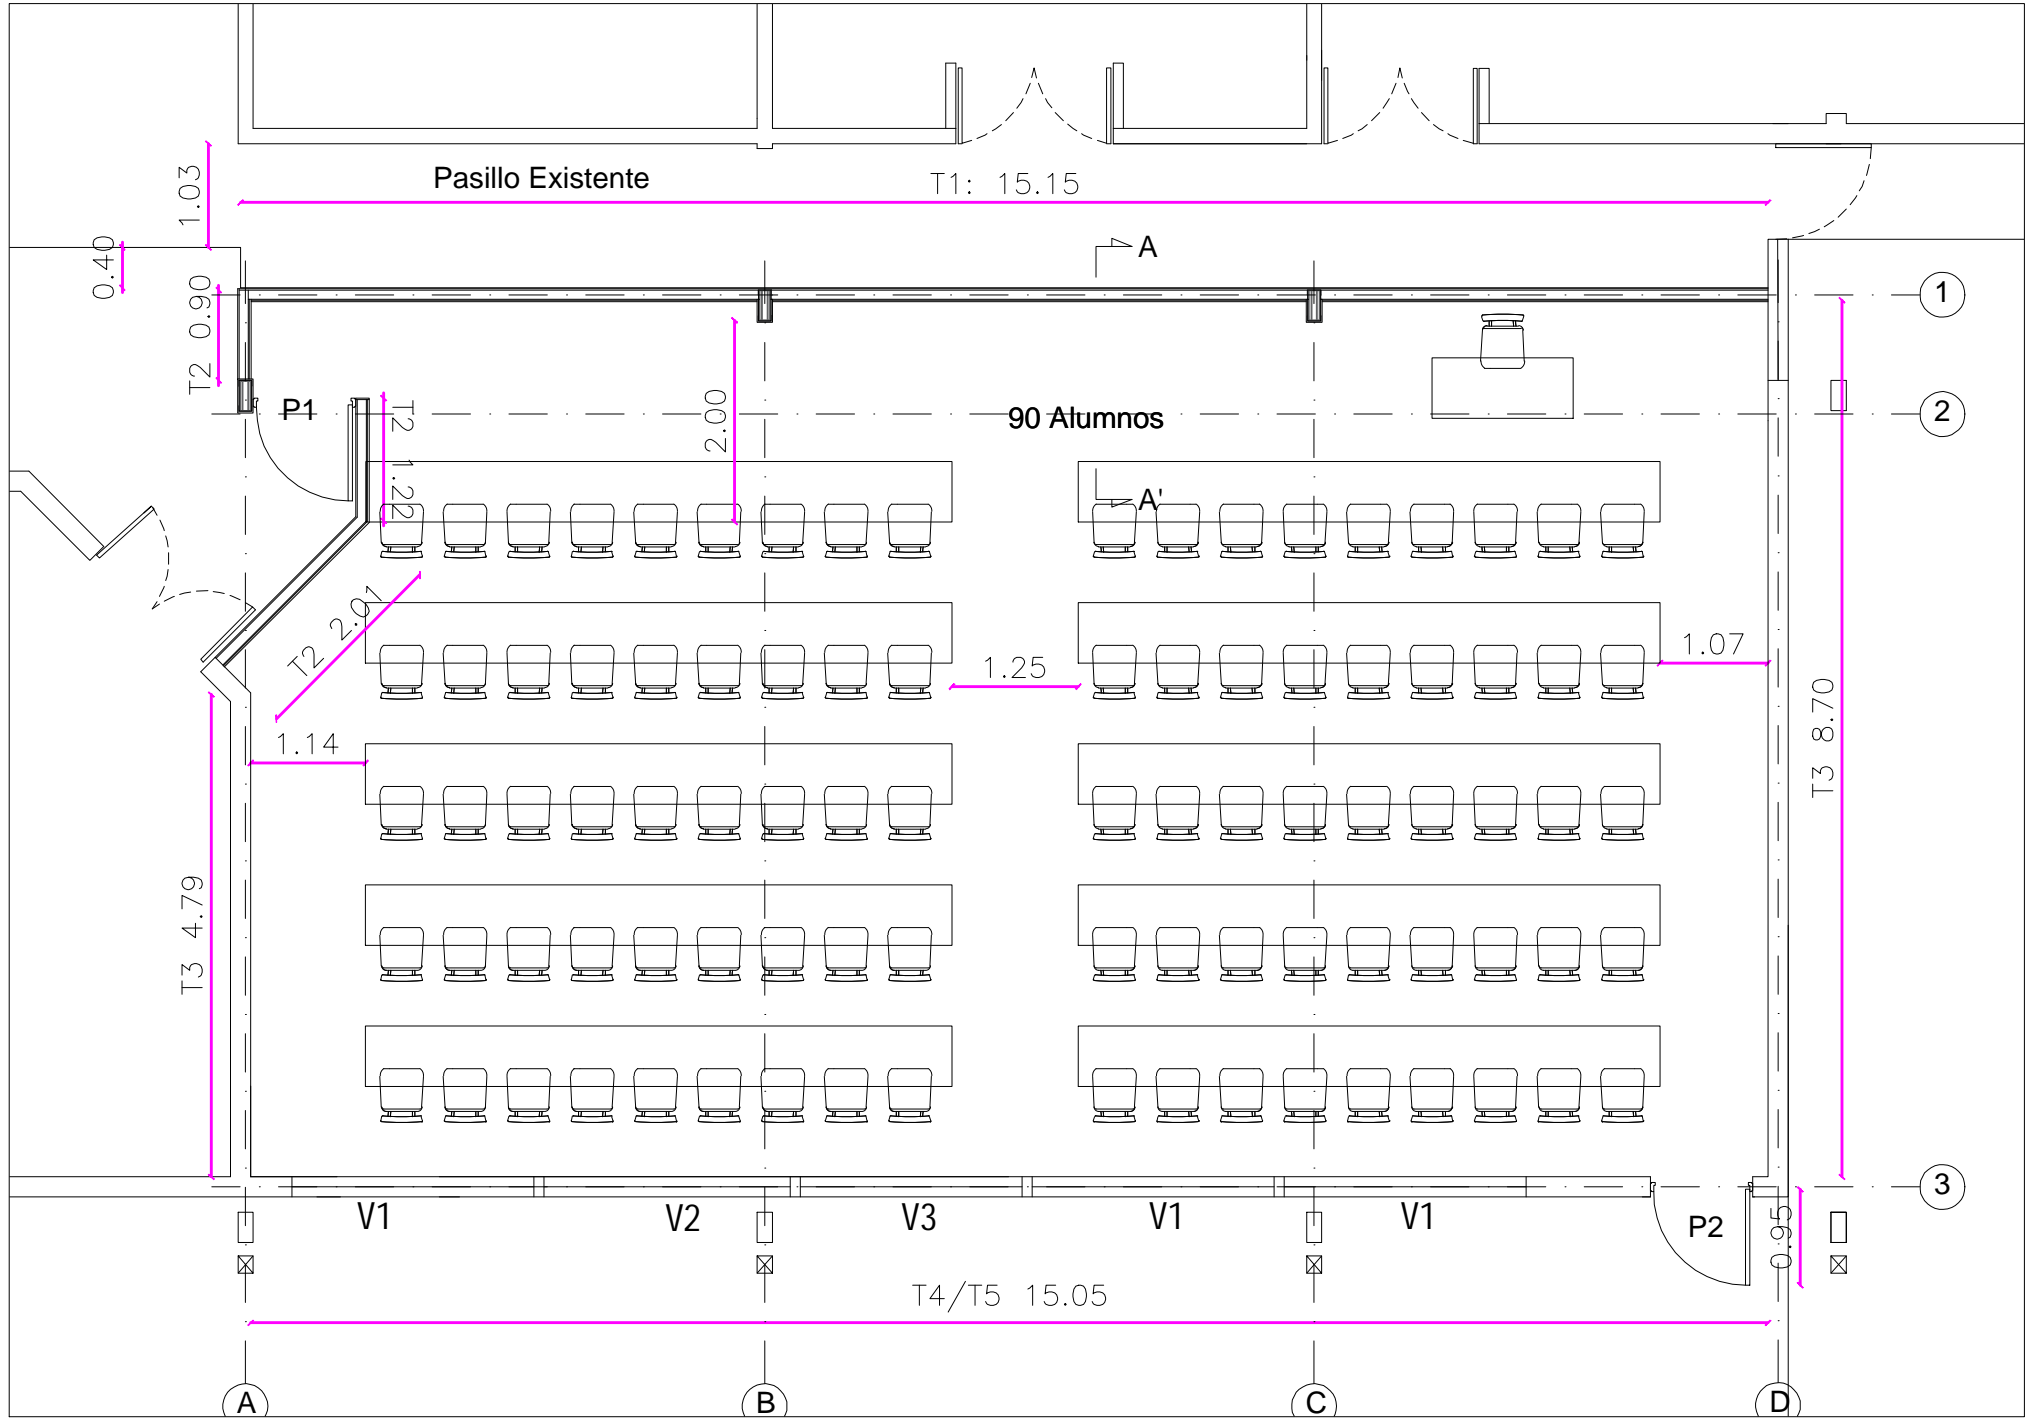 Pasillo Existente
T1: 15.15
1.03
0.40
T2 0.90
A
1
P1
T2 1.22
2.00
90 Alumnos
2
A'
T2 2.01
1.25
1.07
1.14
T3 8.70
T3 4.79
3
V1
V2
V3
V1
V1
P2
0.95
T4/T5 15.05
A
B
C
D